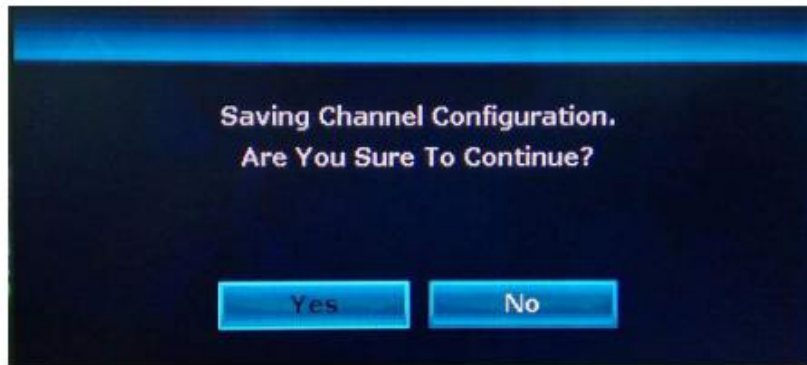 Saving Channel Configuration.
Are You Sure To Continue?
Yes
No